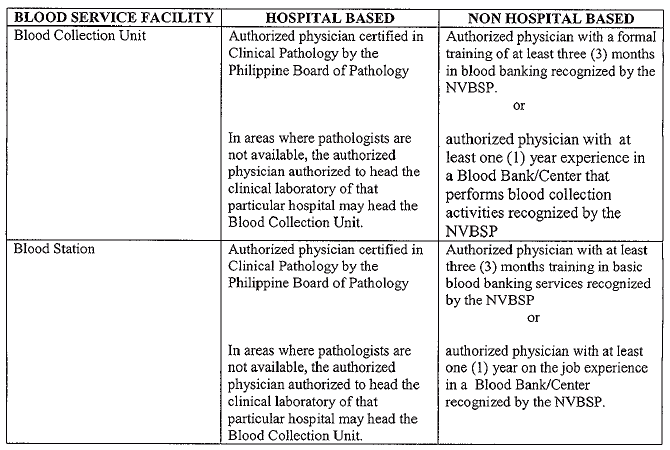 BLOOD SERVICE FACILITY
HOSPITAL BASED
NON HOSPITAL BASED
Blood Collection Unit
Authorized physician certified in
Clinical Pathology by the
Philippine Board of Pathology
In areas where pathologists are
not available, the authorized
physician authorized to head the
clinical laboratory of that
particular hospital may head the
Blood Collection Unit.
Authorized physician with a formal
training of at least three (3) months
in blood banking recognized by the
NVBSP.
or
authorized physician with at
least one (1) year experience in
a Blood Bank/Center that
performs blood collection
activities recognized by the
NVBSP
Blood Station
Authorized physician certified in
Clinical Pathology by the
Philippine Board of Pathology
In areas where pathologists are
not available, the authorized
physician authorized to head the
clinical laboratory of that
particular hospital may head the
Blood Collection Unit.
Authorized physician with at least
three (3) months training in basic
blood banking services recognized
by the NVBSP
or
authorized physician with at least
one (1) year on the job experience
in a Blood Bank/Center
recognized by the NVBSP.